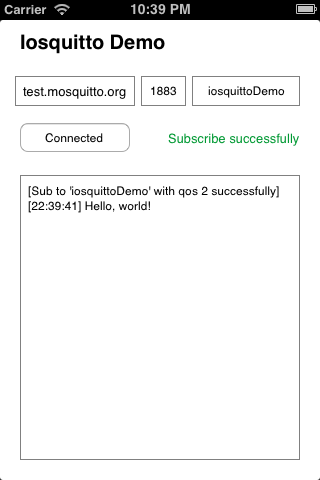 Carrier 10:39 PM
Iosquitto Demo
test.mosquitto.org 1883 iosquittoDemo
Connected Subscribe successfully
[Sub to 'iosquittoDemo' with qos 2 successfully]
[22:39:41] Hello, world!